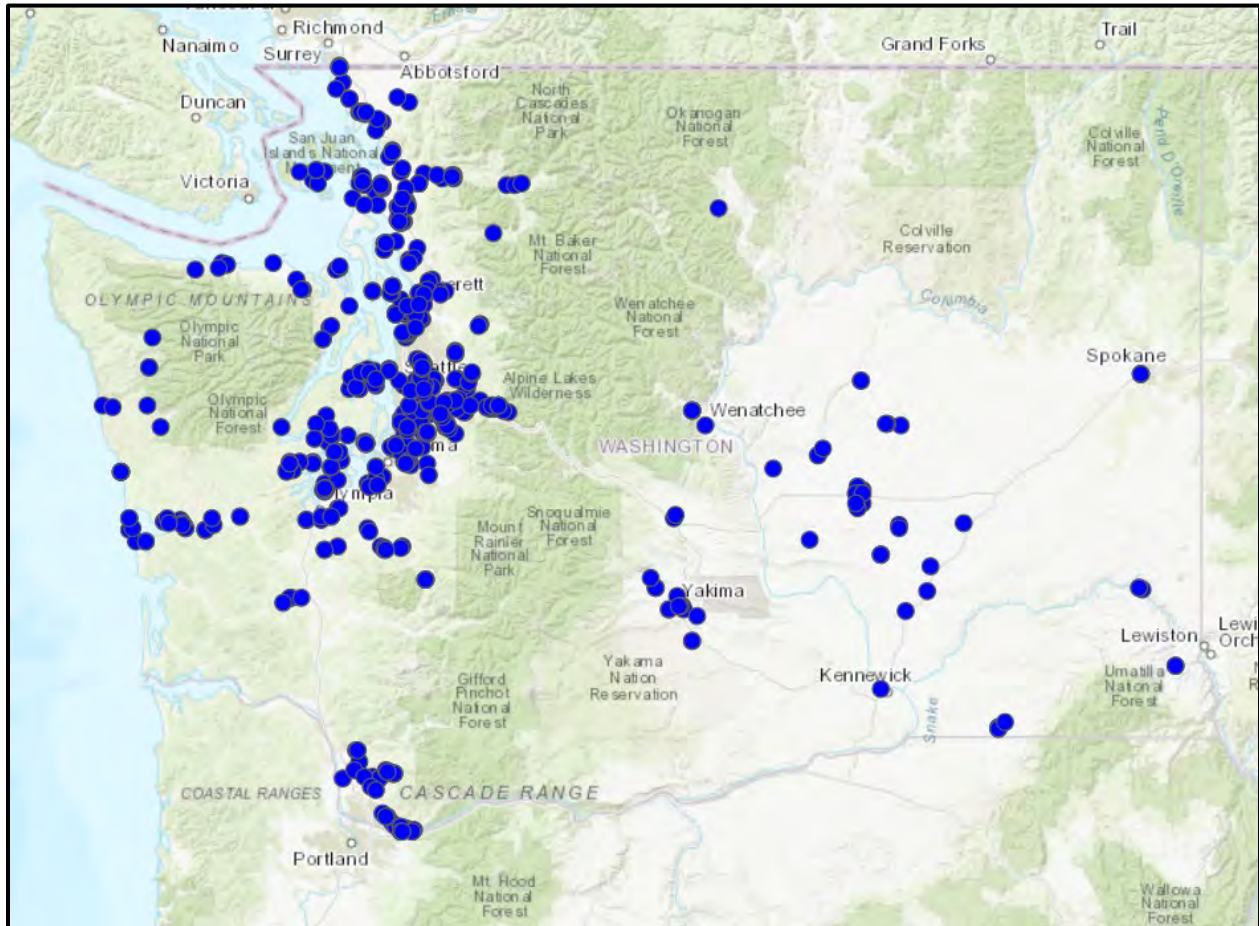 Nanaimo
Richmond
Surrey
Abbotsford
Grand Forks
Trail
Duncan
North
Cascades
National
Park
Okanogan
National
Forest
Colville
National
Forest
Pend D'Oreille
San Juan
Islands National
Victoria
Colville
Reservation
Mt. Baker
National
Forest
Columbia
OLYMPIC MOUNTAINS
Wenatchee
National
Forest
Olympic
National
Park
Spokane
Alpine Lakes
Wilderness
Olympic
National
Forest
Wenatchee
WASHINGTON
Snoqualmie
National
Forest
Mount
Rainier
National
Park
Yakima
Lewiston
Yakama
Nation
Reservation
Kennewick
Umatilla
National
Forest
Gifford
Pinchot
National
Forest
Snake
COASTAL RANGES
CASCADE RANGE
Portland
Mt. Hood
National
Forest
Wallowa
National
Forest